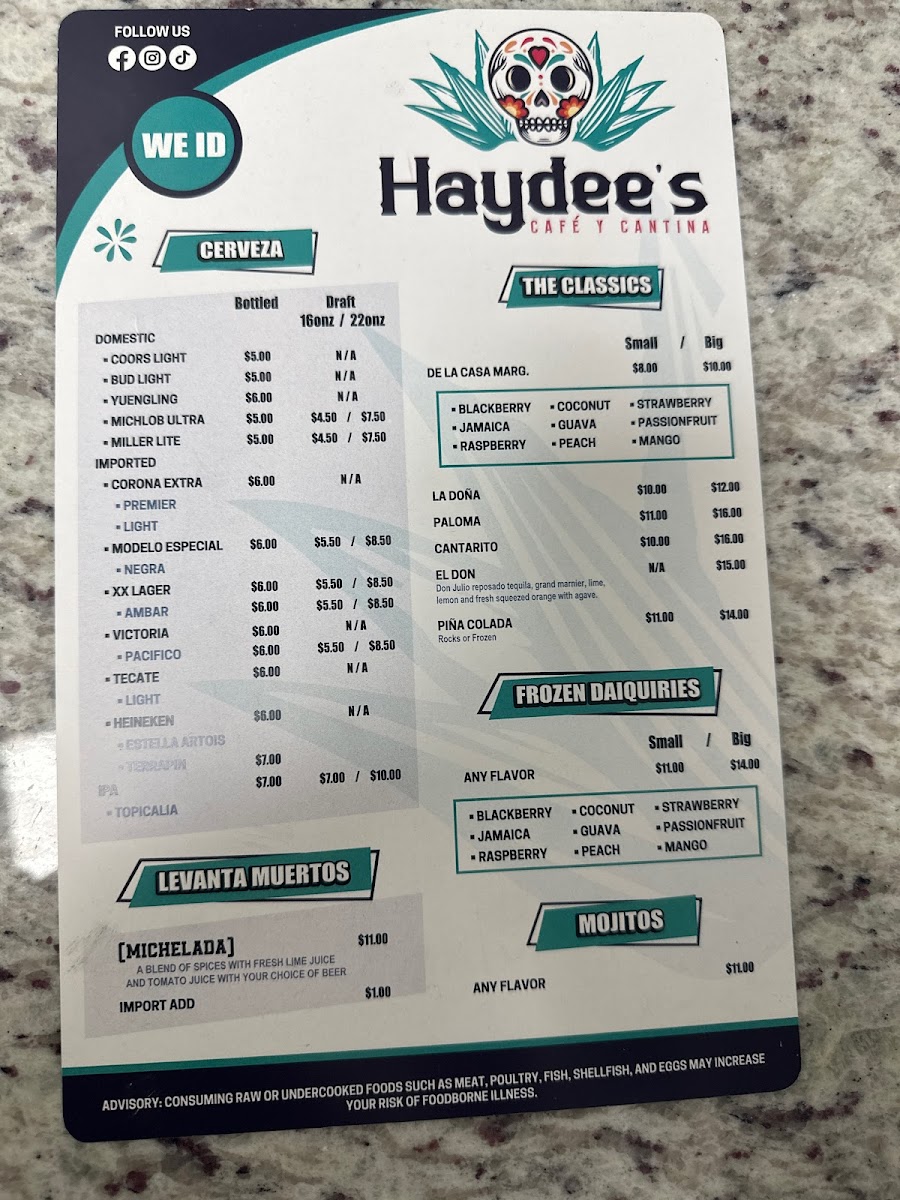 FOLLOW US
WE ID
Haydee's
CAFÉ Y CANTINA
CERVEZA
Bottled Draft
16onz / 22onz
DOMESTIC
▪ COORS LIGHT $5.00 N/A
▪ BUD LIGHT $5.00 N/A
▪ YUENGLING $6.00 N/A
▪ MICHLOB ULTRA $5.00 $4.50 / $7.50
▪ MILLER LITE $5.00 $4.50 / $7.50
IMPORTED
▪ CORONA EXTRA $6.00 N/A
▪ PREMIER
▪ LIGHT
▪ MODELO ESPECIAL $6.00 $5.50 / $8.50
▪ NEGRA
▪ XX LAGER $6.00 $5.50 / $8.50
▪ AMBAR $6.00 $5.50 / $8.50
▪ VICTORIA $6.00 N/A
▪ PACIFICO $6.00 $5.50 / $8.50
▪ TECATE $6.00 N/A
▪ LIGHT
▪ HEINEKEN $6.00 N/A
▪ ESTELLA ARTOIS
▪ TERRAPIN $7.00
IPA $7.00 $7.00 / $10.00
▪ TOPICALIA
LEVANTA MUERTOS
[MICHELADA] $11.00
A BLEND OF SPICES WITH FRESH LIME JUICE
AND TOMATO JUICE WITH YOUR CHOICE OF BEER
IMPORT ADD $1.00
THE CLASSICS
Small / Big
DE LA CASA MARG. $8.00 $10.00
▪ BLACKBERRY ▪ COCONUT ▪ STRAWBERRY
▪ JAMAICA ▪ GUAVA ▪ PASSIONFRUIT
▪ RASPBERRY ▪ PEACH ▪ MANGO
LA DOÑA $10.00 $12.00
PALOMA $11.00 $16.00
CANTARITO $10.00 $16.00
EL DON N/A $15.00
Don Julio reposado tequila, grand marnier, lime,
lemon and fresh squeezed orange with agave.
PIÑA COLADA $11.00 $14.00
Rocks or Frozen
FROZEN DAIQUIRIES
Small / Big
ANY FLAVOR $11.00 $14.00
▪ BLACKBERRY ▪ COCONUT ▪ STRAWBERRY
▪ JAMAICA ▪ GUAVA ▪ PASSIONFRUIT
▪ RASPBERRY ▪ PEACH ▪ MANGO
MOJITOS
ANY FLAVOR $11.00
ADVISORY: CONSUMING RAW OR UNDERCOOKED FOODS SUCH AS MEAT, POULTRY, FISH, SHELLFISH, AND EGGS MAY INCREASE
YOUR RISK OF FOODBORNE ILLNESS.